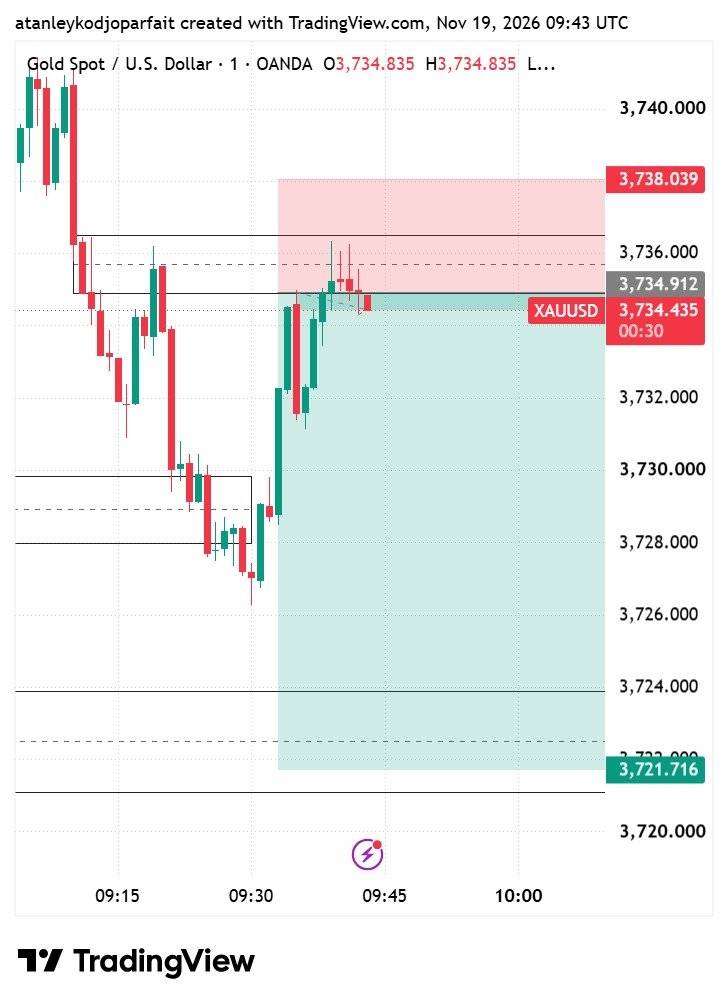 atanleykodjoparfait created with TradingView.com, Nov 19, 2026 09:43 UTC
Gold Spot / U.S. Dollar · 1 · OANDA O3,734.835 H3,734.835 L...
3,740.000
3,738.039
3,736.000
3,734.912
XAUUSD 3,734.435
00:30
3,732.000
3,730.000
3,728.000
3,726.000
3,724.000
3,721.716
3,720.000
09:15 09:30 09:45 10:00
TradingView